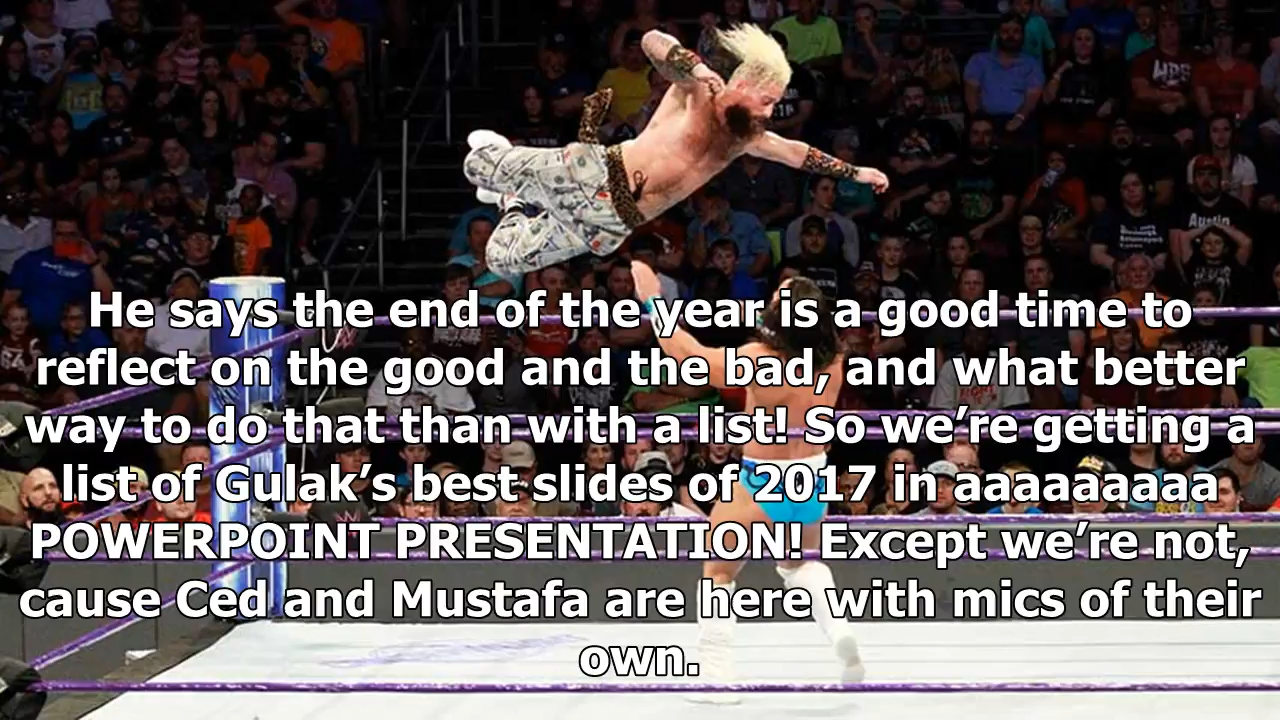 He says the end of the year is a good time to
reflect on the good and the bad, and what better
way to do that than with a list! So we’re getting a
list of Gulak’s best slides of 2017 in aaaaaaaaa
POWERPOINT PRESENTATION! Except we’re not,
cause Ced and Mustafa are here with mics of their
own.
Austin